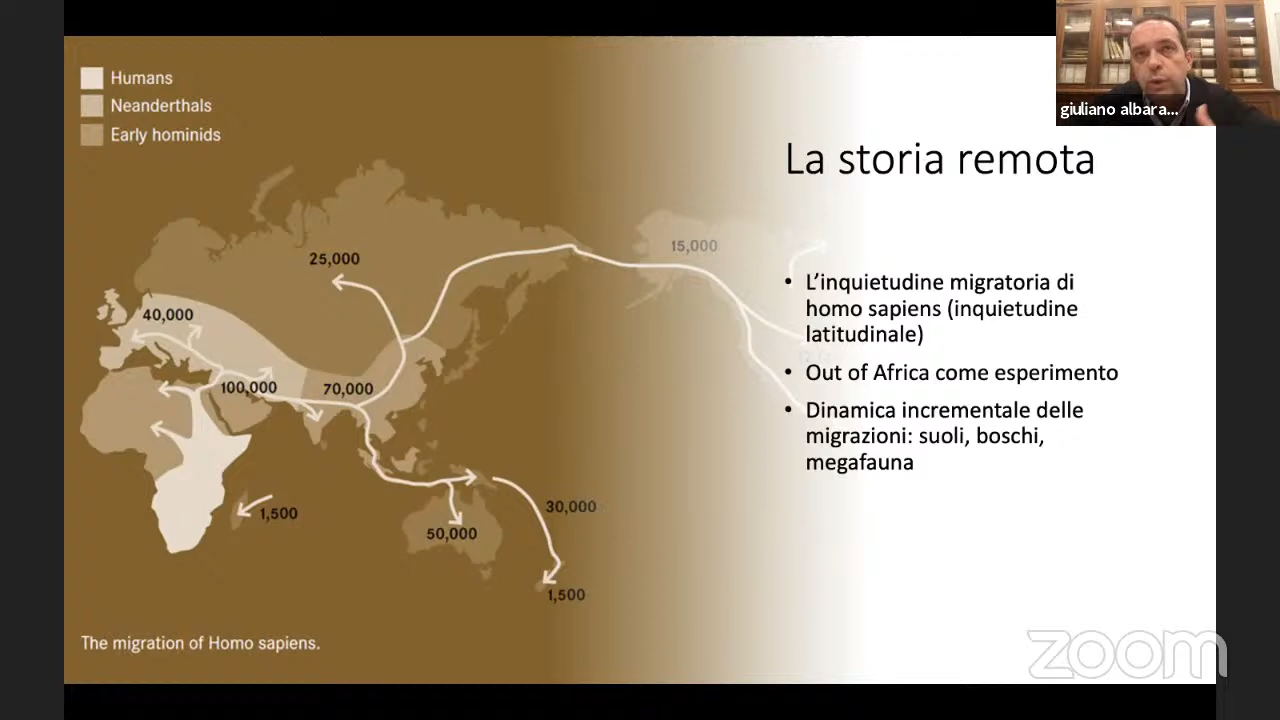 Humans
Neanderthals
Early hominids
giuliano albara...
La storia remota
25,000
15,000
40,000
100,000
70,000
1,500
50,000
30,000
1,500
• L'inquietudine migratoria di
homo sapiens (inquietudine
latitudinale)
• Out of Africa come esperimento
• Dinamica incrementale delle
migrazioni: suoli, boschi,
megafauna
The migration of Homo sapiens.
zoom